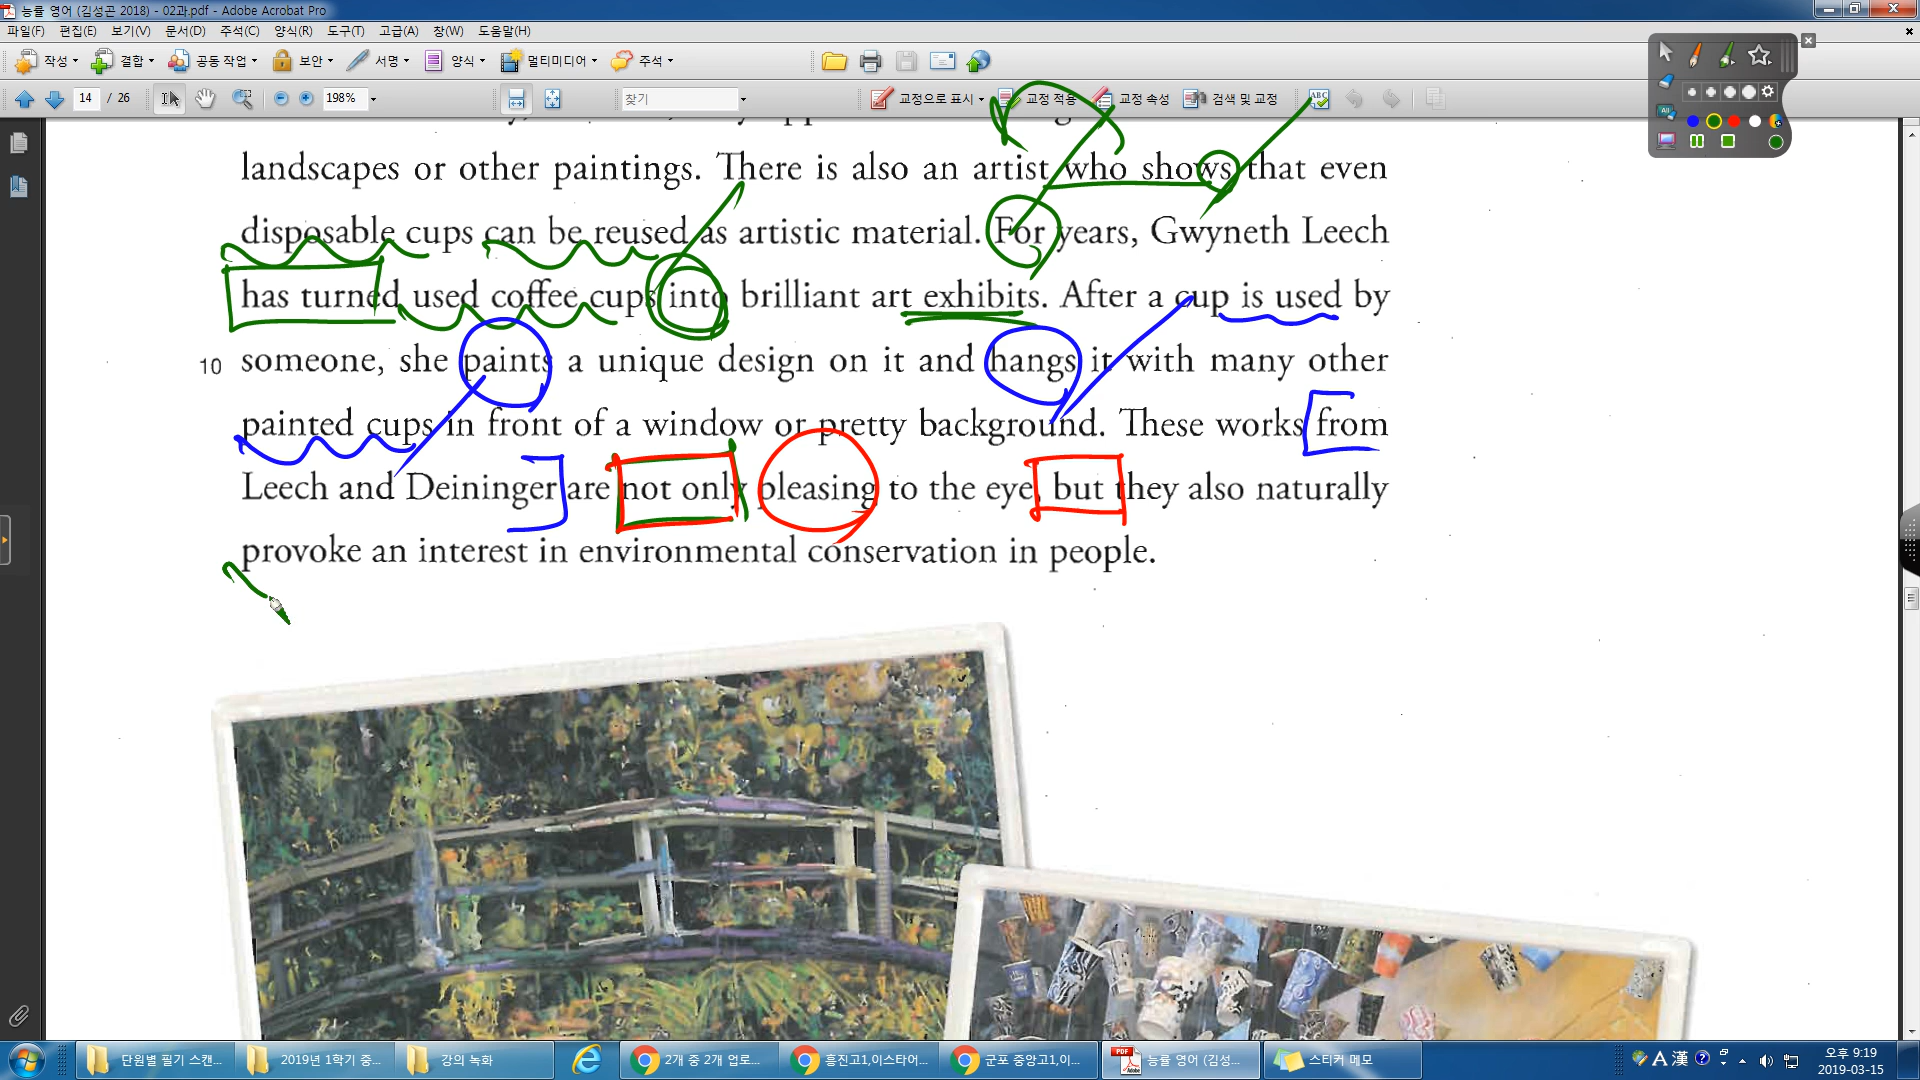 능률 영어 (김성곤 2018) - 02과.pdf - Adobe Acrobat Pro
파일(F) 편집(E) 보기(V) 문서(D) 주석(C) 양식(R) 도구(T) 고급(A) 창(W) 도움말(H)
작성 결합 공동 작업 보안 서명 양식 멀티미디어 주석
14 / 26 198% 찾기 교정으로 표시 교정 적용 교정 속성 검색 및 교정
landscapes or other paintings. There is also an artist who shows that even
disposable cups can be reused as artistic material. For years, Gwyneth Leech
has turned used coffee cups into brilliant art exhibits. After a cup is used by
10 someone, she paints a unique design on it and hangs it with many other
painted cups in front of a window or pretty background. These works from
Leech and Deininger are not only pleasing to the eye, but they also naturally
provoke an interest in environmental conservation in people.
단원별 필기 스캔... 2019년 1학기 중... 강의 녹화 2개 중 2개 업로... 흥진고1,이스타어... 군포 중앙고1,이... 능률 영어 (김성... 스티커 메모 A 漢 오후 9:19
2019-03-15